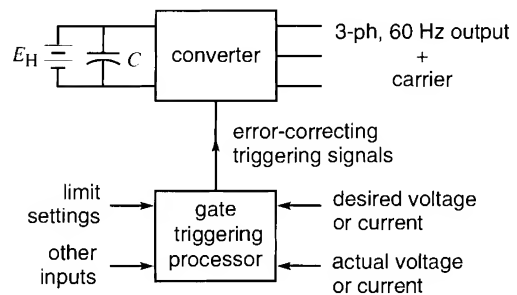 E_H
C
converter
3-ph, 60 Hz output
+
carrier
error-correcting
triggering signals
limit
settings
other
inputs
gate
triggering
processor
desired voltage
or current
actual voltage
or current